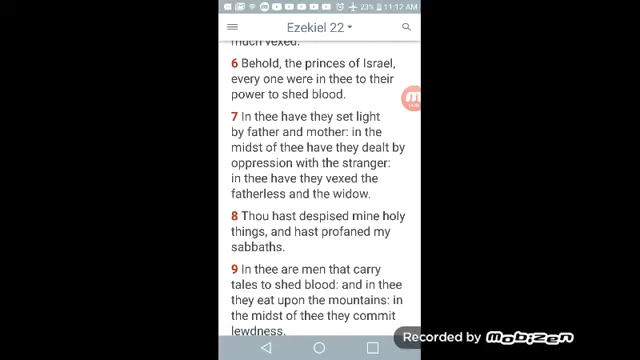 23% 11:12 AM
Ezekiel 22
much vexed.
6 Behold, the princes of Israel,
every one were in thee to their
power to shed blood.
7 In thee have they set light
by father and mother: in the
midst of thee have they dealt by
oppression with the stranger:
in thee have they vexed the
fatherless and the widow.
8 Thou hast despised mine holy
things, and hast profaned my
sabbaths.
9 In thee are men that carry
tales to shed blood: and in thee
they eat upon the mountains: in
the midst of thee they commit
lewdness.
Recorded by Mobizen